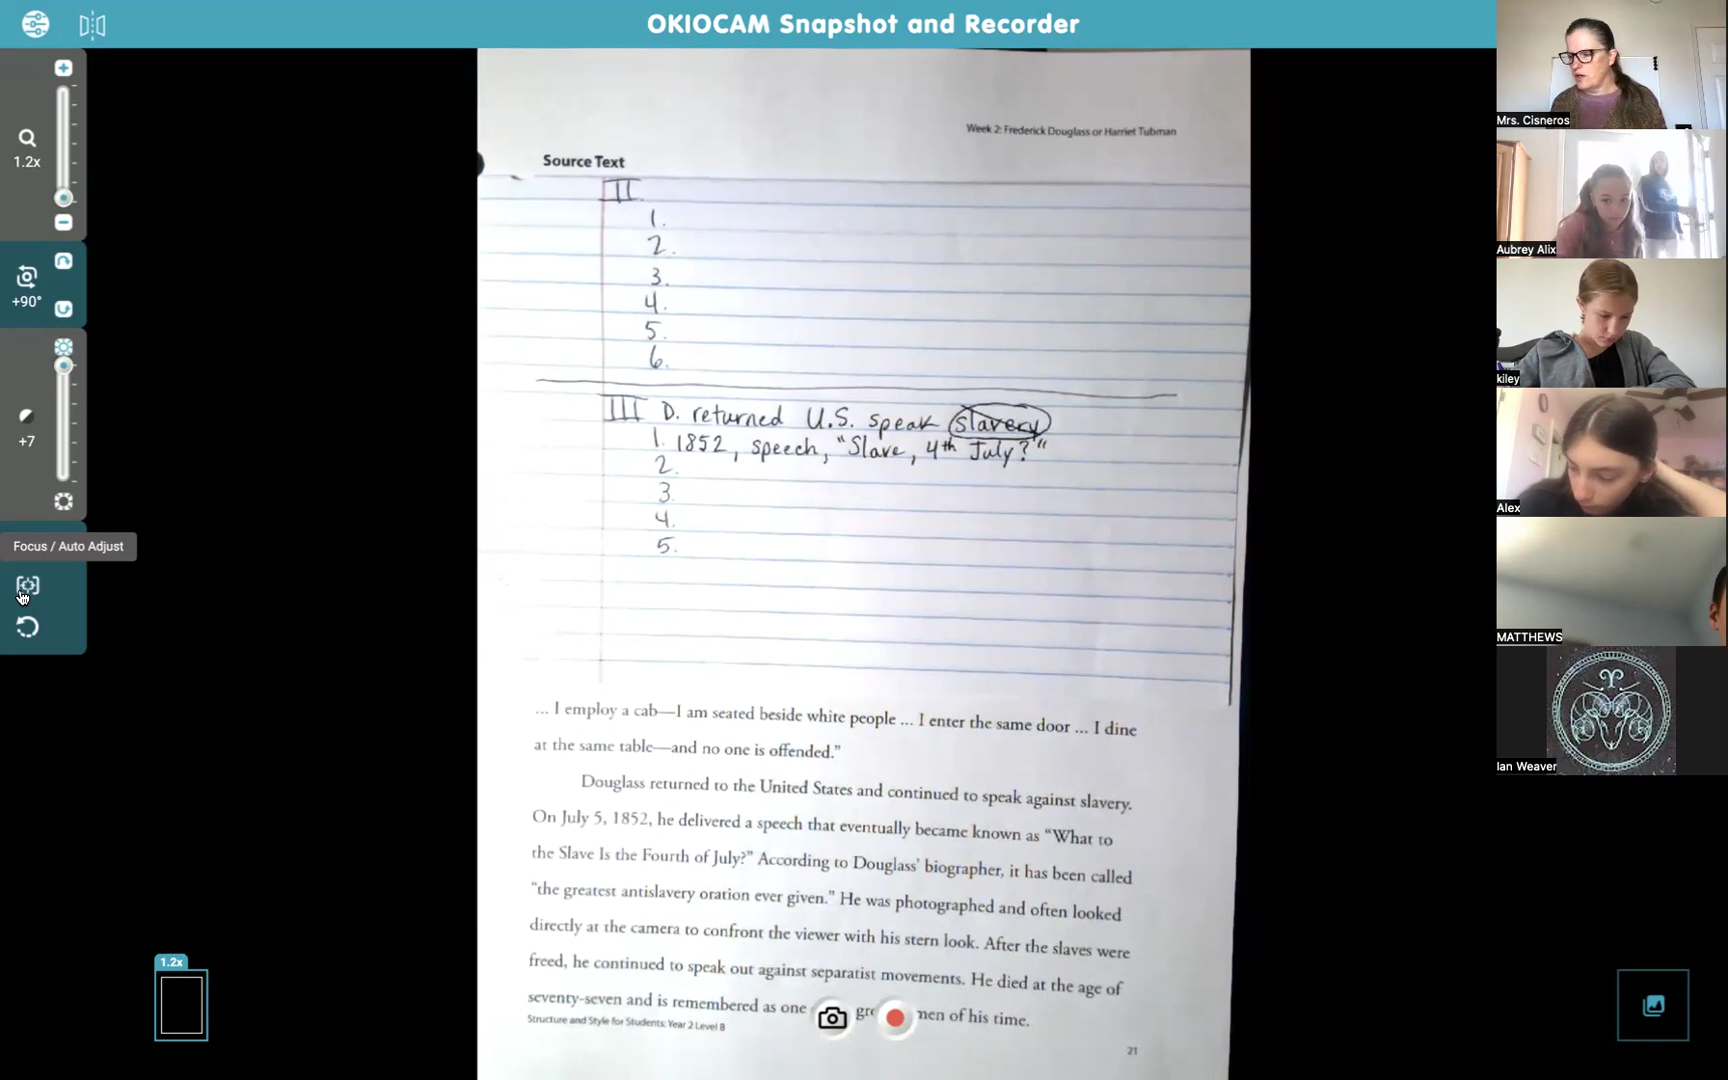 OKIOCAM Snapshot and Recorder
1.2x
+90°
+7
Focus / Auto Adjust
1.2x
Week 2: Frederick Douglass or Harriet Tubman
Source Text
II
1.
2.
3.
4.
5.
6.
III D. returned U.S. speak slavery
1. 1852, speech, "Slave, 4th July?"
2.
3.
4.
5.
... I employ a cab—I am seated beside white people ... I enter the same door ... I dine
at the same table—and no one is offended."
Douglass returned to the United States and continued to speak against slavery.
On July 5, 1852, he delivered a speech that eventually became known as "What to
the Slave Is the Fourth of July?" According to Douglass' biographer, it has been called
"the greatest antislavery oration ever given." He was photographed and often looked
directly at the camera to confront the viewer with his stern look. After the slaves were
freed, he continued to speak out against separatist movements. He died at the age of
seventy-seven and is remembered as one men of his time.
Structure and Style for Students: Year 2 Level B
21
Mrs. Cisneros
Aubrey Alix
kiley
Alex
MATTHEWS
Ian Weaver